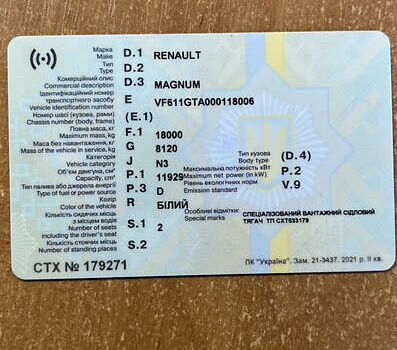 Марка
Make D.1 RENAULT
Тип
Type D.2
Комерційний опис
Commercial description D.3 MAGNUM
Ідентифікаційний номер
транспортного засобу E VF611GTA000118006
Vehicle identification number
Номер шасі (кузова, рами) (E.1)
Chassis number (body, frame)
Повна маса, кг
Maximum mass, kg F.1 18000
Маса без навантаження, кг
Mass of the vehicle in service, kg G 8120
Категорія
Vehicle category J N3 Тип кузова
Body type (D.4)
Об'єм двигуна, см³
Capacity, cm³ P.1 11929 Максимальна потужність кВт
Maximum net power (in kW) P.2
Тип палива або джерела енергії
Type of fuel or power source P.3 D Рівень екологічних норм
Emission standard V.9
Колір
Color of the vehicle R БІЛИЙ
Кількість сидячих місць
з місцем водія
Number of seats
including the driver's seat S.1 2 Особливі відмітки:
Special marks СПЕЦІАЛІЗОВАНИЙ ВАНТАЖНИЙ СІДЛОВИЙ
ТЯГАЧ ТП СХТ633179
Кількість стоячих місць
Number of standing places S.2
СТХ № 179271
ПК "Україна". Зам. 21-3437. 2021 р. ІІ кв.